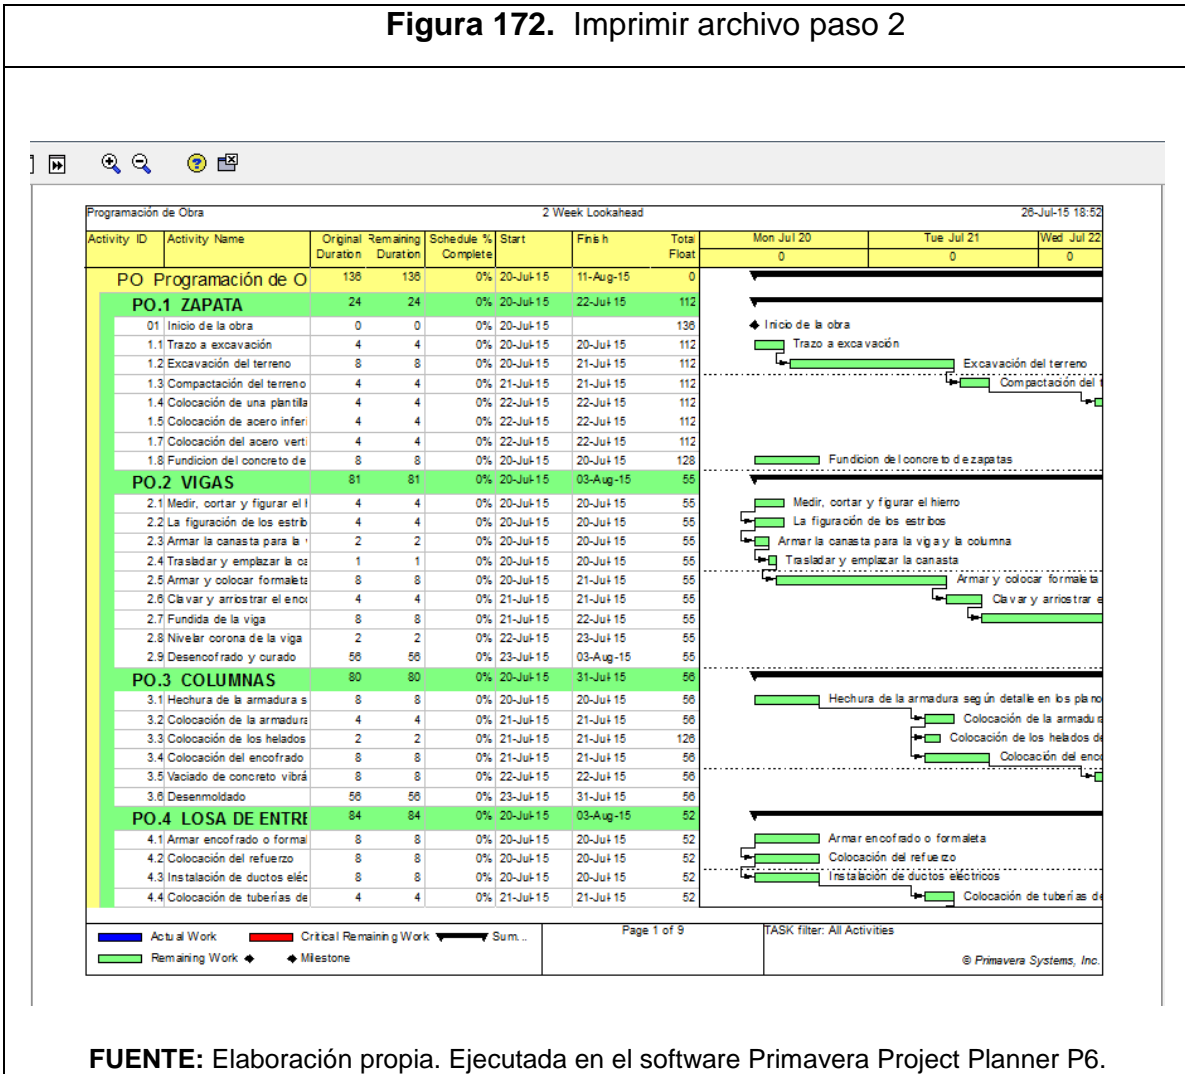 Figura 172. Imprimir archivo paso 2
Programación de Obra 2 Week Lookahead 26-Jul-15 18:52
Activity ID Activity Name Original Duration Remaining Duration Schedule % Complete Start Finish Total Float Mon Jul 20 Tue Jul 21 Wed Jul 22
0 0 0
PO Programación de O 136 136 0% 20-Jul-15 11-Aug-15 0
PO.1 ZAPATA 24 24 0% 20-Jul-15 22-Jul-15 112
01 Inicio de la obra 0 0 0% 20-Jul-15 136 Inicio de la obra
1.1 Trazo a excavación 4 4 0% 20-Jul-15 20-Jul-15 112 Trazo a excavación
1.2 Excavación del terreno 8 8 0% 20-Jul-15 21-Jul-15 112 Excavación del terreno
1.3 Compactación del terreno 4 4 0% 21-Jul-15 21-Jul-15 112 Compactación del
1.4 Colocación de una plantilla 4 4 0% 22-Jul-15 22-Jul-15 112
1.5 Colocación de acero inferi 4 4 0% 22-Jul-15 22-Jul-15 112
1.7 Colocación del acero verti 4 4 0% 22-Jul-15 22-Jul-15 112
1.8 Fundicion del concreto de 8 8 0% 20-Jul-15 20-Jul-15 128 Fundicion del concreto de zapatas
PO.2 VIGAS 81 81 0% 20-Jul-15 03-Aug-15 55
2.1 Medir, cortar y figurar el 4 4 0% 20-Jul-15 20-Jul-15 55 Medir, cortar y figurar el hierro
2.2 La figuración de los estrib 4 4 0% 20-Jul-15 20-Jul-15 55 La figuración de los estribos
2.3 Armar la canasta para la 2 2 0% 20-Jul-15 20-Jul-15 55 Armar la canasta para la viga y la columna
2.4 Trasladar y emplazar la ca 1 1 0% 20-Jul-15 20-Jul-15 55 Trasladar y emplazar la canasta
2.5 Armar y colocar formaleta 8 8 0% 20-Jul-15 21-Jul-15 55 Armar y colocar formaleta
2.6 Clavar y arriostrar el enco 4 4 0% 21-Jul-15 21-Jul-15 55 Clavar y arriostrar e
2.7 Fundida de la viga 8 8 0% 21-Jul-15 22-Jul-15 55
2.8 Nivelar corona de la viga 2 2 0% 22-Jul-15 23-Jul-15 55
2.9 Desencofrado y curado 56 56 0% 23-Jul-15 03-Aug-15 55
PO.3 COLUMNAS 80 80 0% 20-Jul-15 31-Jul-15 56
3.1 Hechura de la armadura s 8 8 0% 20-Jul-15 20-Jul-15 56 Hechura de la armadura según detalle en los plano
3.2 Colocación de la armadura 4 4 0% 21-Jul-15 21-Jul-15 56 Colocación de la armadura
3.3 Colocación de los helados 2 2 0% 21-Jul-15 21-Jul-15 126 Colocación de los helados de
3.4 Colocación del encofrado 8 8 0% 21-Jul-15 21-Jul-15 56 Colocación del enco
3.5 Vaciado de concreto vibrá 8 8 0% 22-Jul-15 22-Jul-15 56
3.6 Desenmoldado 56 56 0% 23-Jul-15 31-Jul-15 56
PO.4 LOSA DE ENTRE 84 84 0% 20-Jul-15 03-Aug-15 52
4.1 Armar encofrado o formal 8 8 0% 20-Jul-15 20-Jul-15 52 Armar encofrado o formaleta
4.2 Colocación del refuerzo 8 8 0% 20-Jul-15 20-Jul-15 52 Colocación del refuerzo
4.3 Instalación de ductos eléc 8 8 0% 20-Jul-15 20-Jul-15 52 Instalación de ductos eléctricos
4.4 Colocación de tuberías de 4 4 0% 21-Jul-15 21-Jul-15 52 Colocación de tuberías de
Actual Work Critical Remaining Work Sum... Page 1 of 9 TASK filter: All Activities
Remaining Work Milestone © Primavera Systems, Inc.
FUENTE: Elaboración propia. Ejecutada en el software Primavera Project Planner P6.